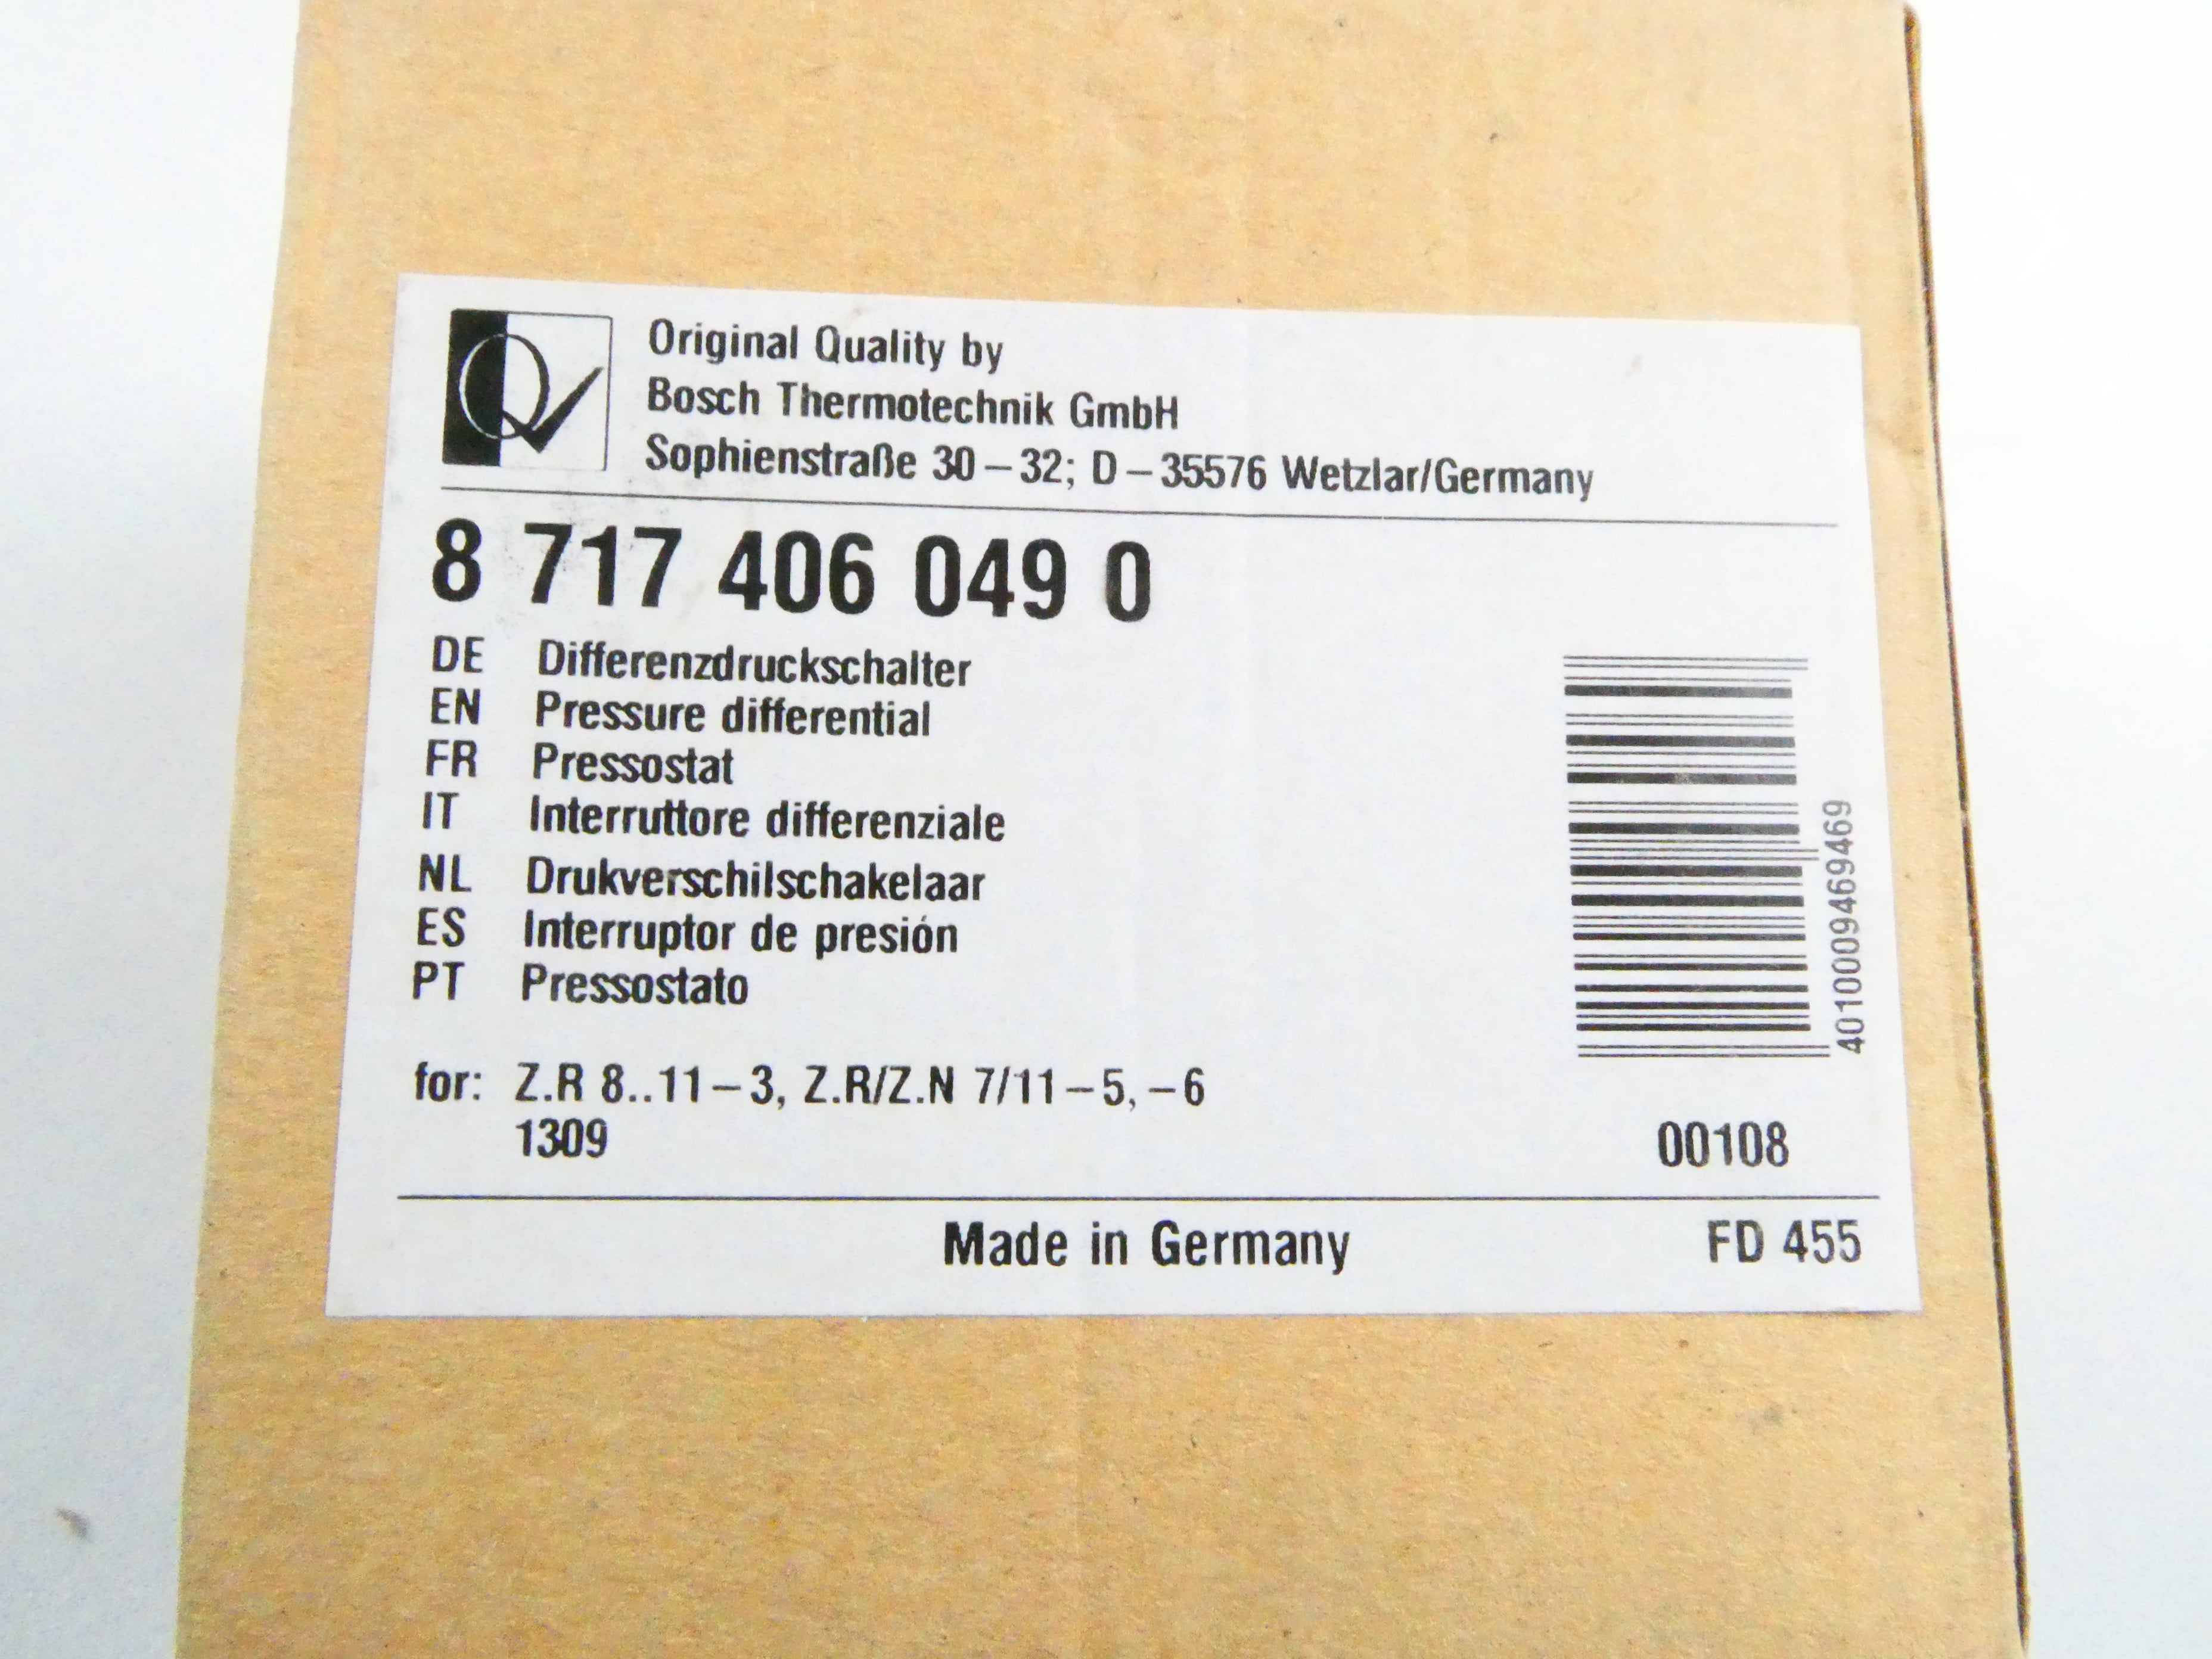 Original Quality by
Bosch Thermotechnik GmbH
Sophienstraße 30 – 32; D – 35576 Wetzlar/Germany
8 717 406 049 0
DE Differenzdruckschalter
EN Pressure differential
FR Pressostat
IT Interruttore differenziale
NL Drukverschilschakelaar
ES Interruptor de presión
PT Pressostato
4010009469469
for: Z.R 8..11 – 3, Z.R/Z.N 7/11 – 5, – 6
1309
00108
Made in Germany
FD 455